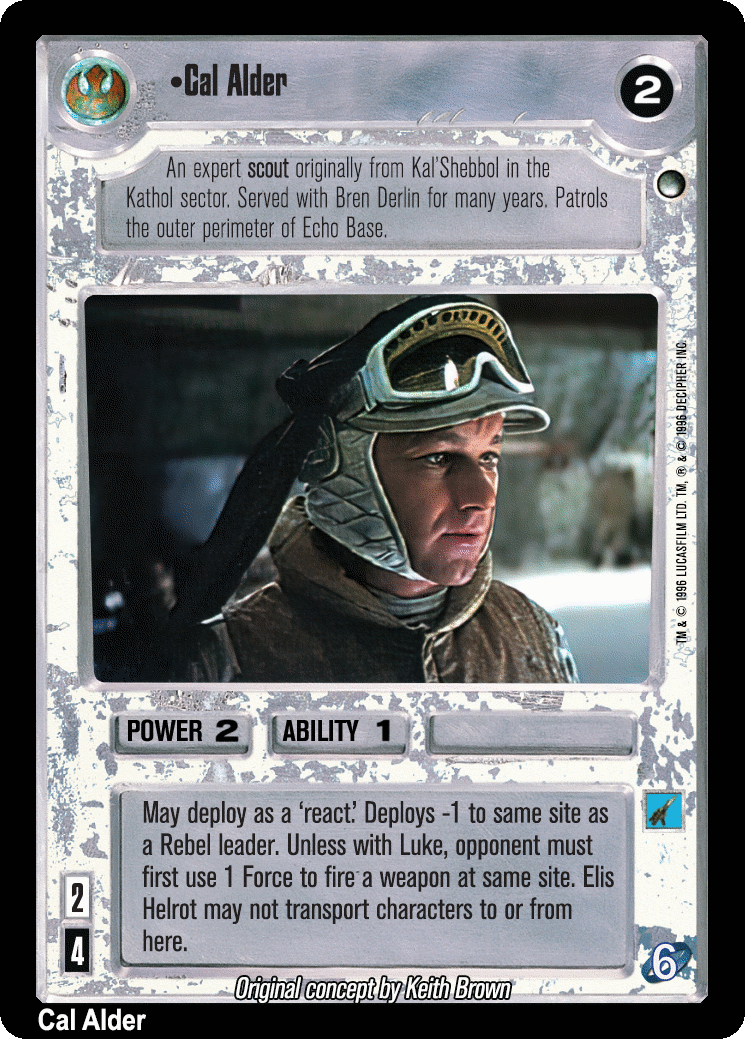 •Cal Alder
2
An expert scout originally from Kal'Shebbol in the
Kathol sector. Served with Bren Derlin for many years. Patrols
the outer perimeter of Echo Base.
TM & © 1996 LUCASFILM LTD. TM, ® & © 1996 DECIPHER INC.
POWER 2
ABILITY 1
May deploy as a 'react.' Deploys -1 to same site as
a Rebel leader. Unless with Luke, opponent must
first use 1 Force to fire a weapon at same site. Elis
Helrot may not transport characters to or from
here.
2
4
6
Original concept by Keith Brown
Cal Alder